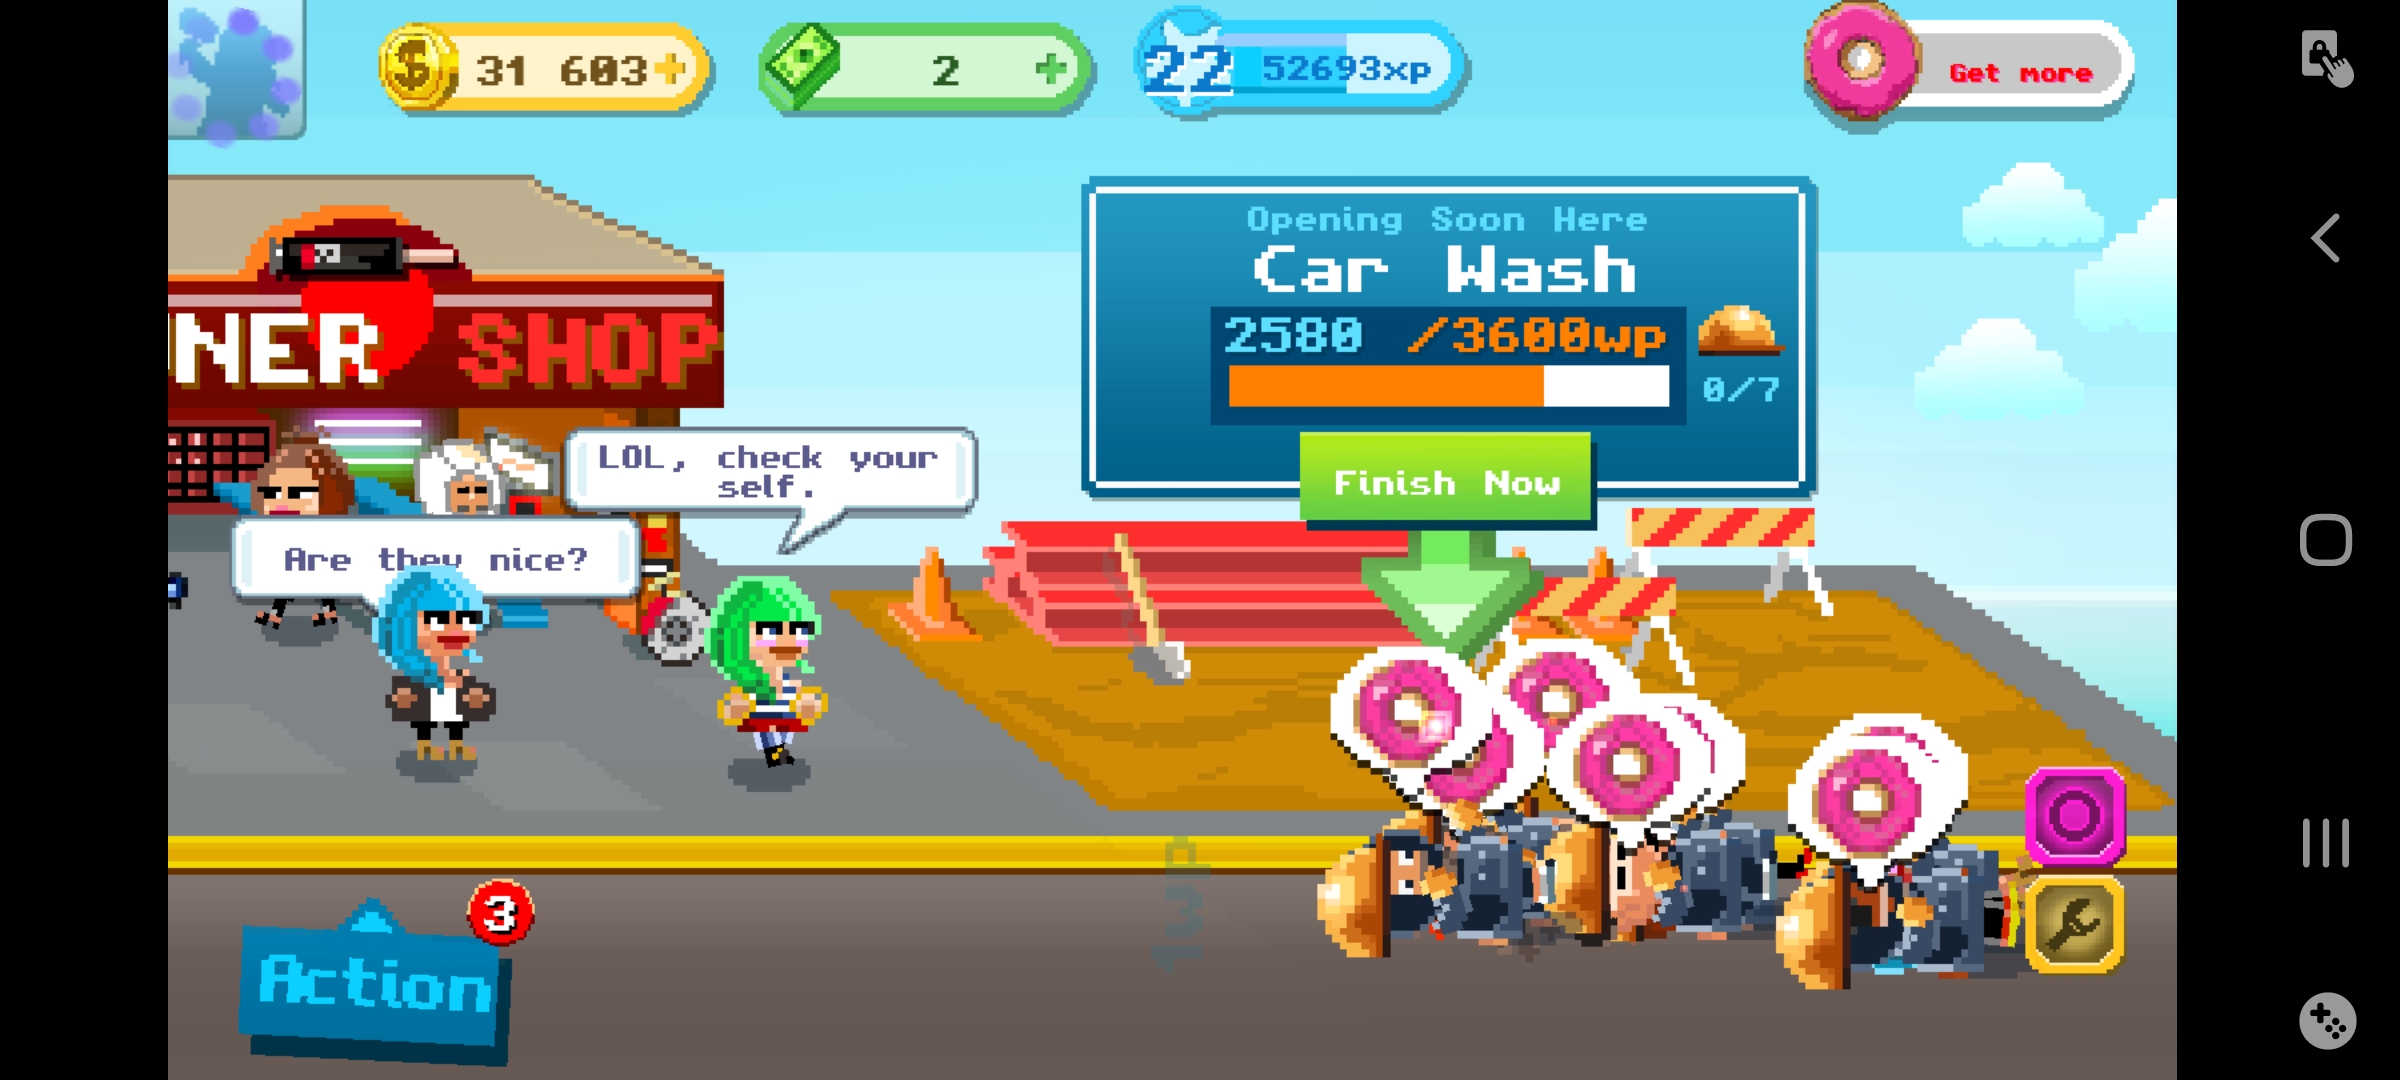 31 603
2
22
52693xp
Get more
Opening Soon Here
Car Wash
2580 /3600wp
0/7
Finish Now
NER SHOP
LOL, check your
self.
Are they nice?
1wp
3
Action